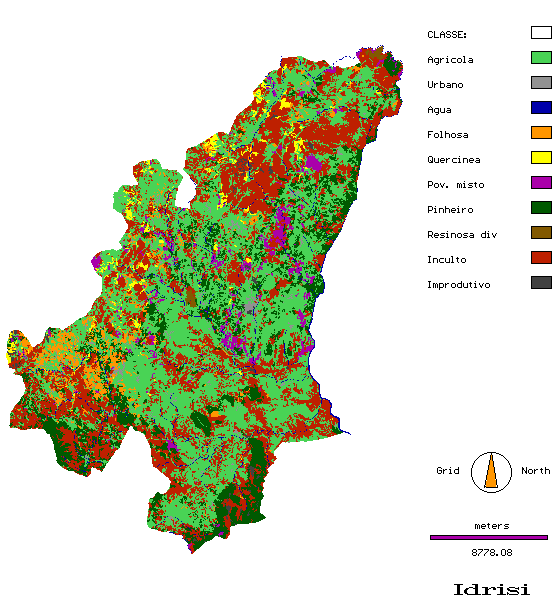 CLASSE:
Agricola
Urbano
Agua
Folhosa
Quercinea
Pov. misto
Pinheiro
Resinosa div
Inculto
Improdutivo
Grid North
meters
8778.08
Idrisi